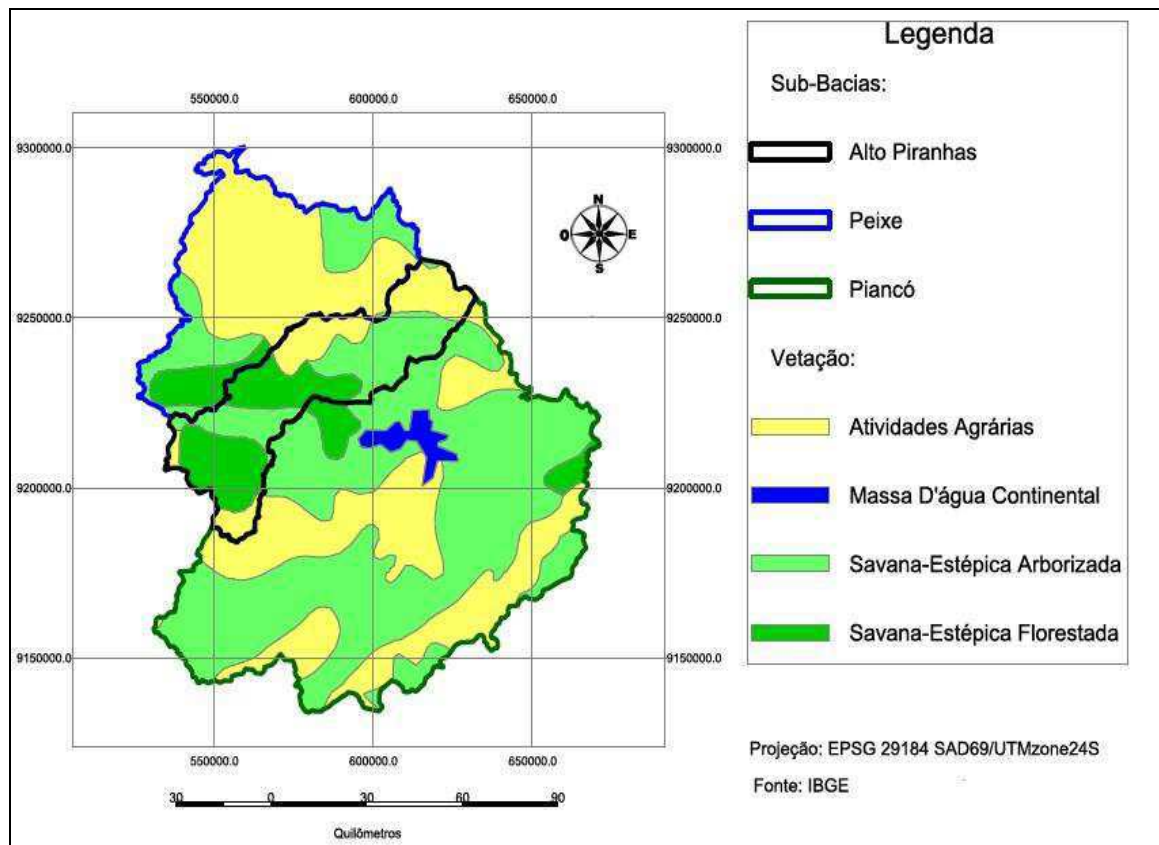 550000.0 600000.0 650000.0
9300000.0 9300000.0
N
O E
S
9250000.0 9250000.0
9200000.0 9200000.0
9150000.0 9150000.0
550000.0 600000.0 650000.0
30 0 30 60 90
Quilômetros
Legenda
Sub-Bacias:
Alto Piranhas
Peixe
Piancó
Vetação:
Atividades Agrárias
Massa D'água Continental
Savana-Estépica Arborizada
Savana-Estépica Florestada
Projeção: EPSG 29184 SAD69/UTMzone24S
Fonte: IBGE